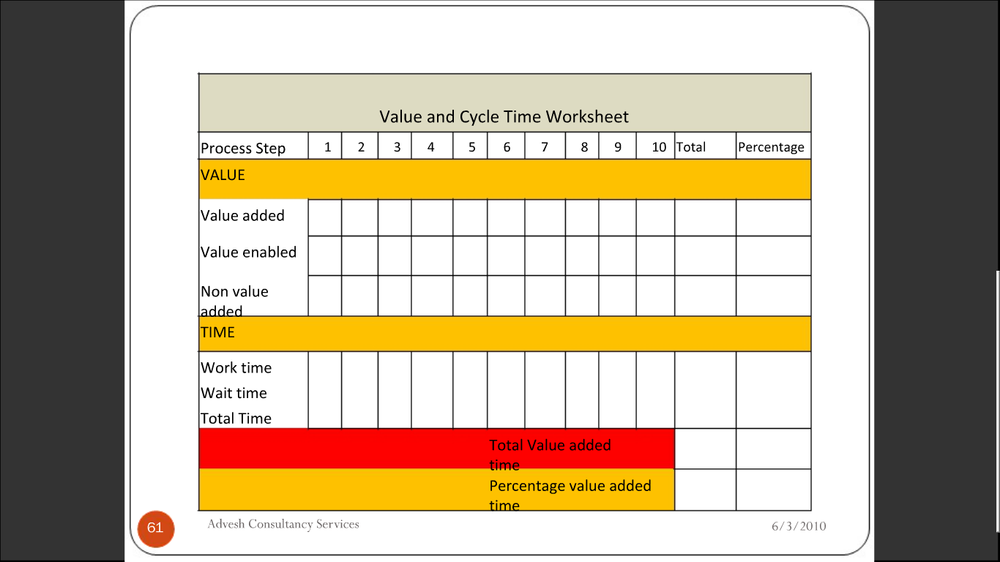 Value and Cycle Time Worksheet
Process Step 1 2 3 4 5 6 7 8 9 10 Total Percentage
VALUE
Value added
Value enabled
Non value
added
TIME
Work time
Wait time
Total Time
Total Value added
time
Percentage value added
time
61 Advesh Consultancy Services 6/3/2010